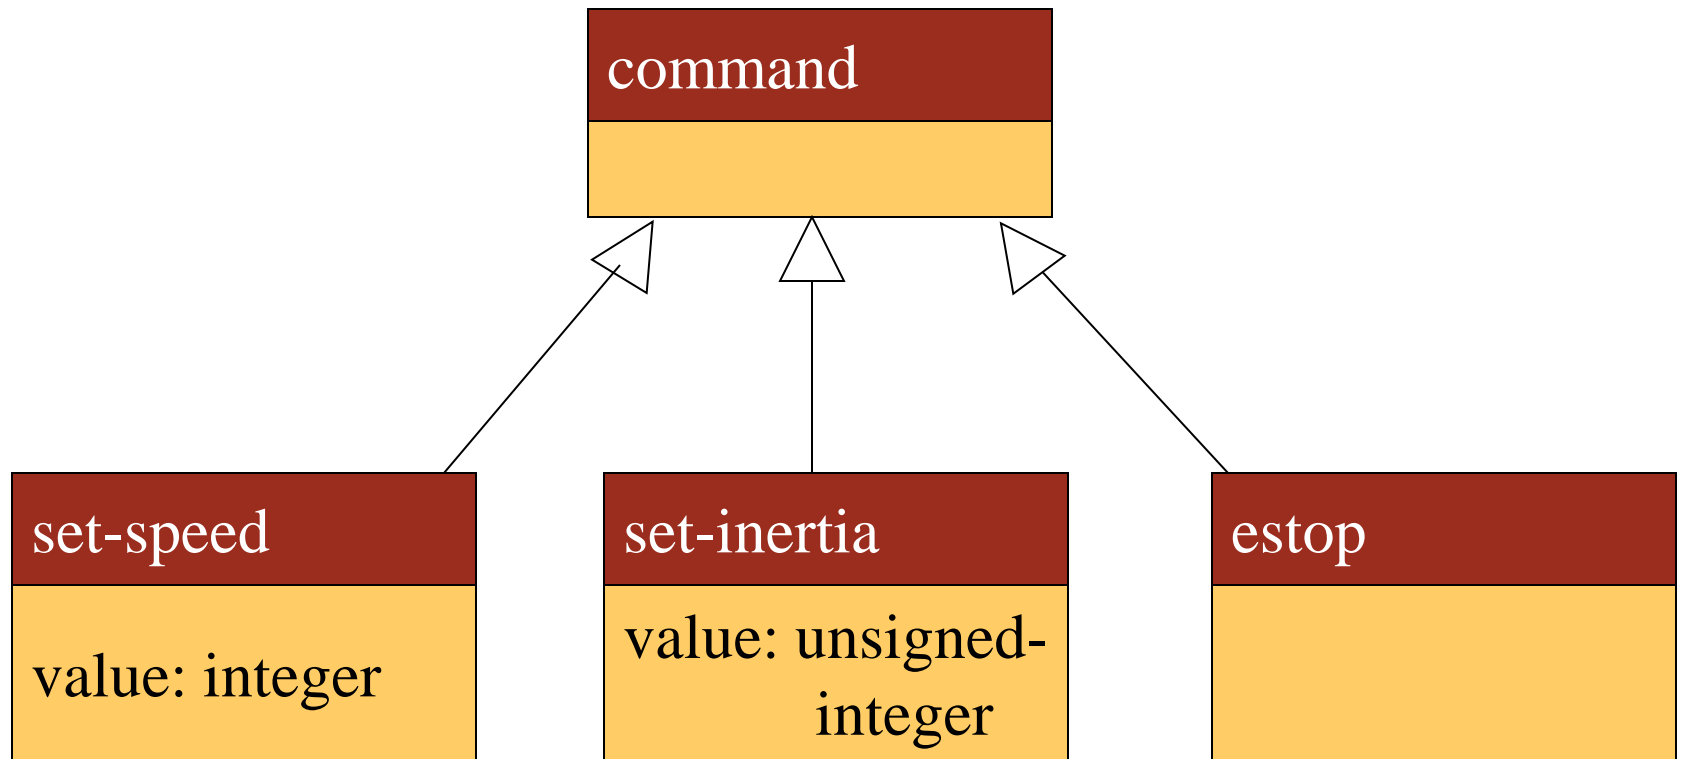 command
set-speed
set-inertia
estop
value: integer
value: unsigned-
integer